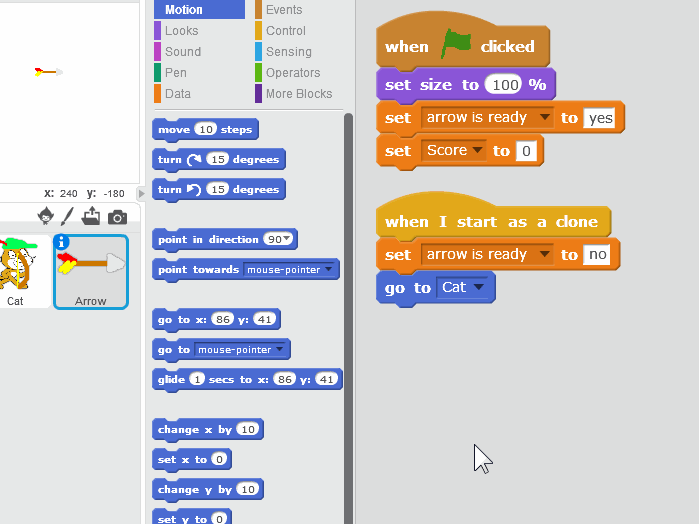 Motion Events
Looks Control
Sound Sensing
Pen Operators
Data More Blocks
x: 240 y: -180
i
Cat Arrow
move 10 steps
turn 15 degrees
turn 15 degrees
point in direction 90
point towards mouse-pointer
go to x: 86 y: 41
go to mouse-pointer
glide 1 secs to x: 86 y: 41
change x by 10
set x to 0
change y by 10
set y to 0
when clicked
set size to 100 %
set arrow is ready to yes
set Score to 0
when I start as a clone
set arrow is ready to no
go to Cat